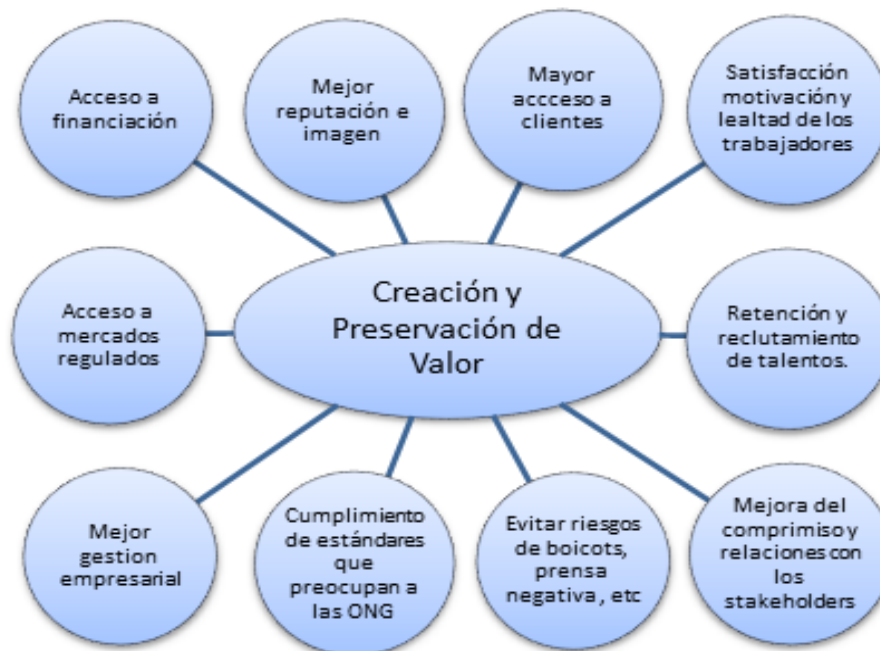 Acceso a
financiación
Mejor
reputación e
imagen
Mayor
accceso a
clientes
Satisfacción
motivación y
lealtad de los
trabajadores
Creación y
Preservación de
Valor
Acceso a
mercados
regulados
Retención y
reclutamiento
de talentos.
Mejor
gestion
empresarial
Cumplimiento
de estándares
que
preocupan a
las ONG
Evitar riesgos
de boicots,
prensa
negativa , etc
Mejora del
comprimiso y
relaciones con
los
stakeholders